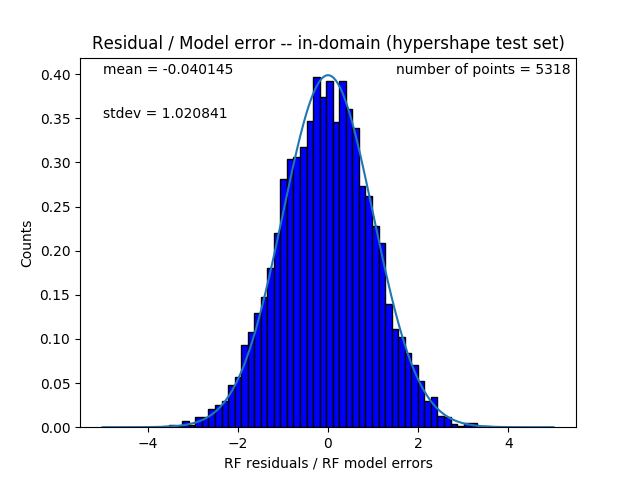 Residual / Model error -- in-domain (hypershape test set)
mean = -0.040145
number of points = 5318
stdev = 1.020841
Counts
0.40
0.35
0.30
0.25
0.20
0.15
0.10
0.05
0.00
−4 −2 0 2 4
RF residuals / RF model errors